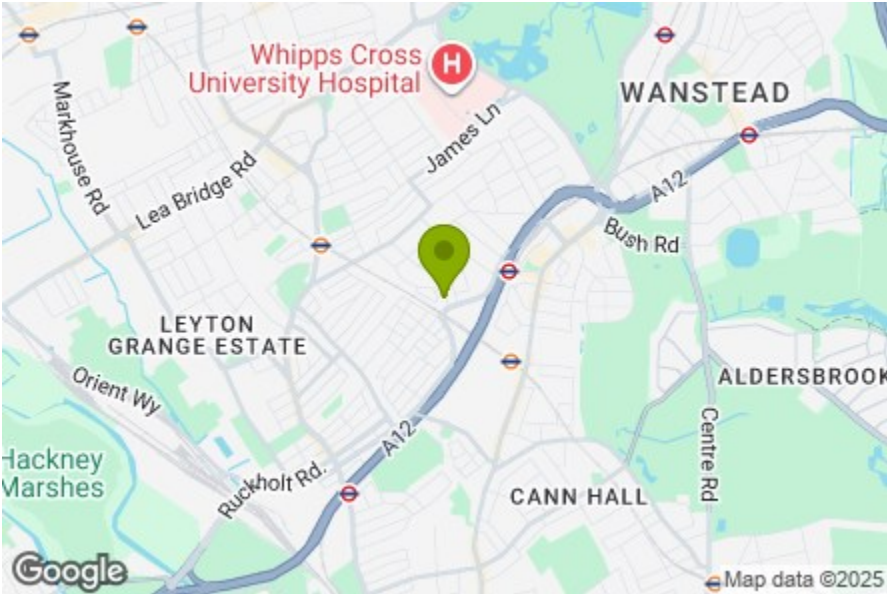 Whipps Cross
University Hospital
H
WANSTEAD
Markhouse Rd
James Ln
Lea Bridge Rd
A12
Bush Rd
LEYTON
GRANGE ESTATE
Orient Wy
ALDERSBROOK
A12
Centre Rd
Hackney
Marshes
Ruckholt Rd.
CANN HALL
Google
Map data ©2025